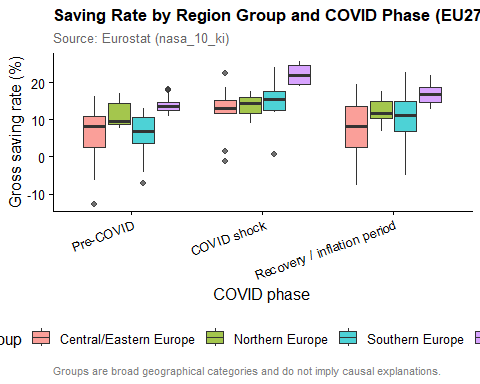 Saving Rate by Region Group and COVID Phase (EU27
Source: Eurostat (nasa_10_ki)
Gross saving rate (%)
20
10
0
-10
Pre-COVID
COVID shock
Recovery / inflation period
COVID phase
oup Central/Eastern Europe Northern Europe Southern Europe
Groups are broad geographical categories and do not imply causal explanations.